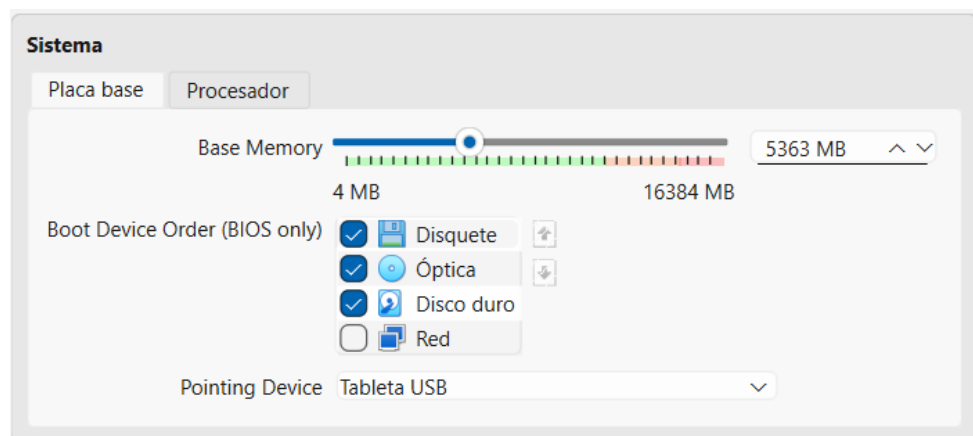 Sistema
Placa base Procesador
Base Memory 5363 MB
4 MB 16384 MB
Boot Device Order (BIOS only) Disquete
Óptica
Disco duro
Red
Pointing Device Tableta USB